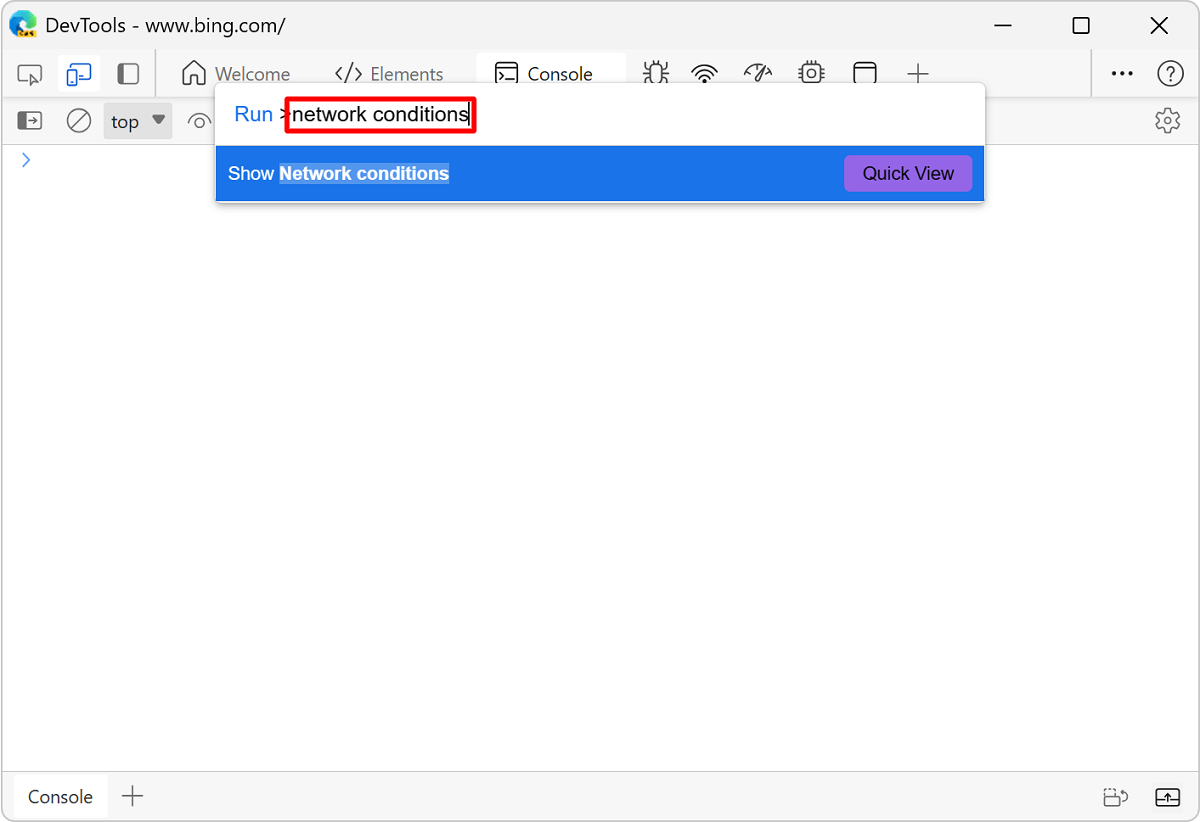 DevTools - www.bing.com/
Welcome </> Elements Console
top
Run >network conditions
Show Network conditions Quick View
Console